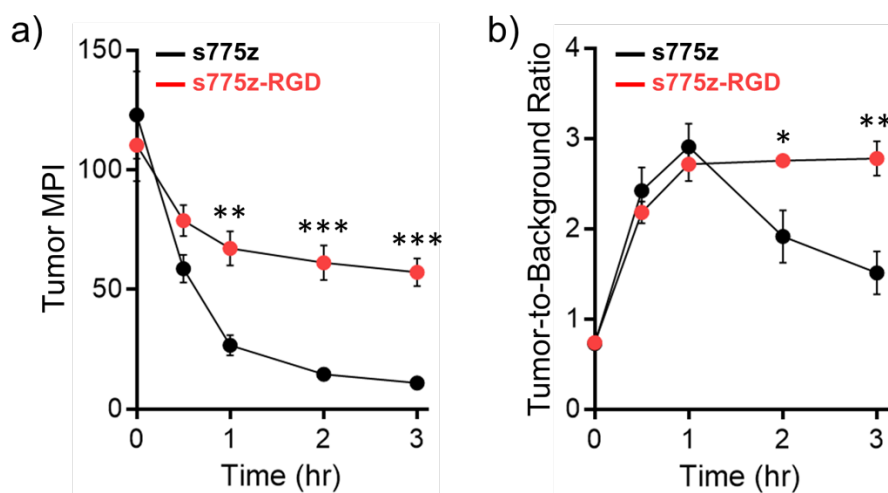 a)
s775z
s775z-RGD
150
100
50
0
Tumor MPI
**
***
***
0 1 2 3
Time (hr)
b)
s775z
s775z-RGD
4
3
2
1
0
Tumor-to-Background Ratio
*
**
0 1 2 3
Time (hr)